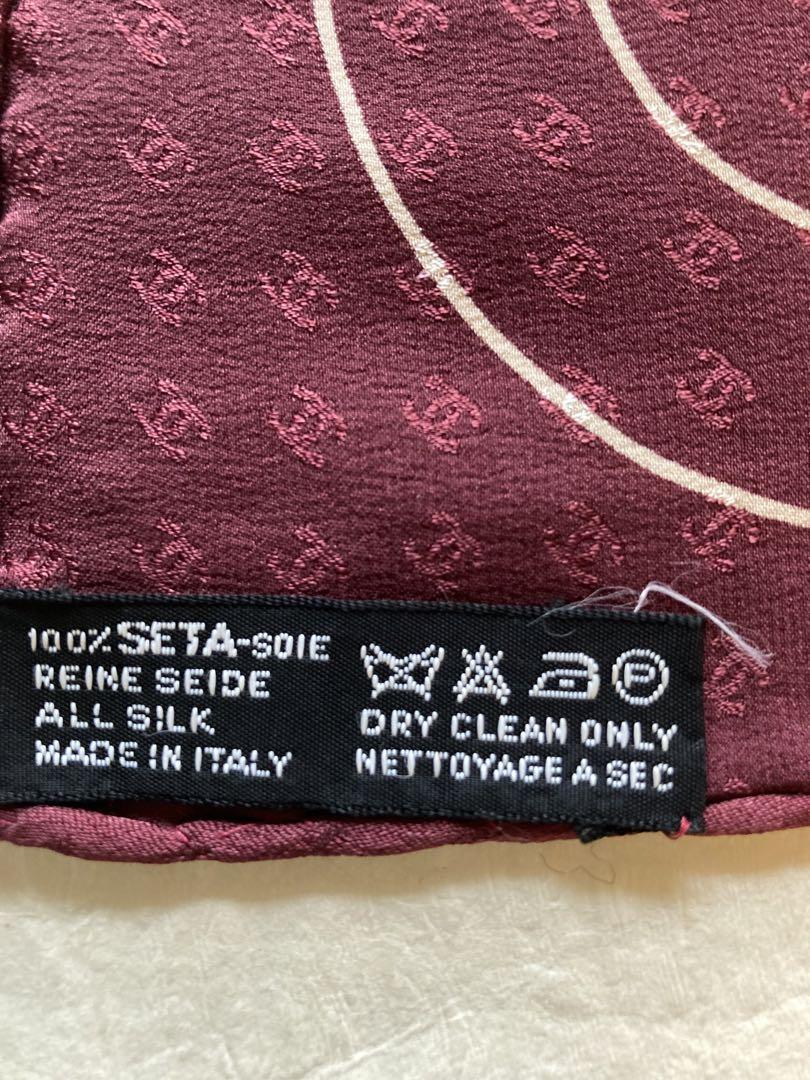 100% SETA-SOIE
REINE SEIDE
ALL SILK
MADE IN ITALY
P
DRY CLEAN ONLY
NETTOYAGE A SEC